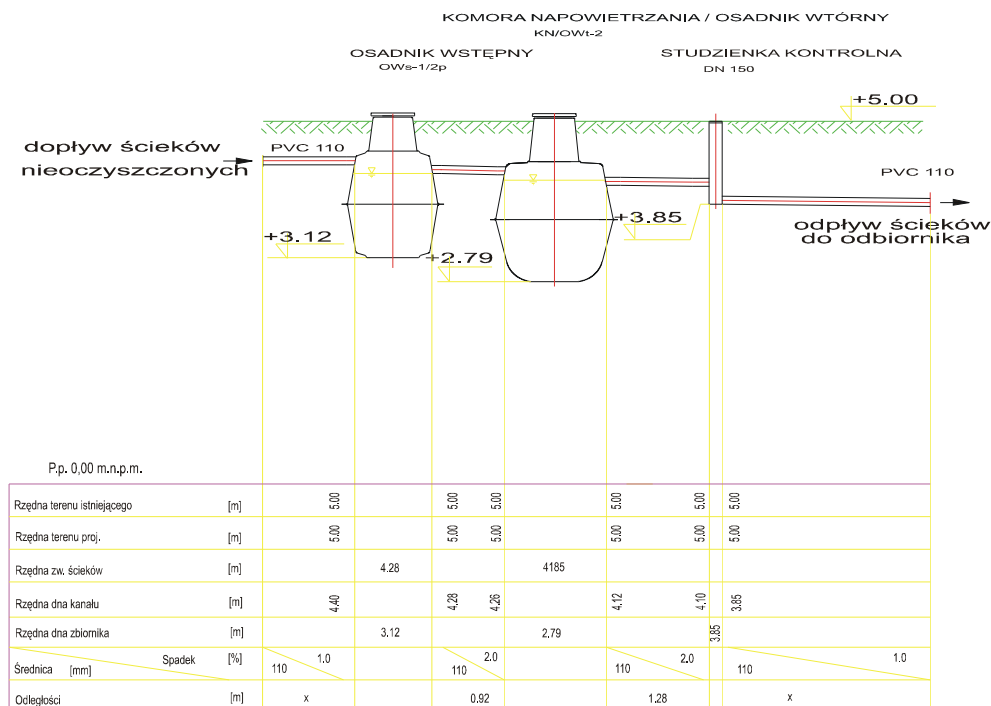 KOMORA NAPOWIETRZANIA / OSADNIK WTÓRNY
KN/OWt-2
OSADNIK WSTĘPNY
OWs-1/2p
STUDZIENKA KONTROLNA
DN 150
+5.00
dopływ ścieków
nieoczyszczonych
PVC 110
PVC 110
+3.12
+2.79
+3.85
odpływ ścieków
do odbiornika
P.p. 0,00 m.n.p.m.
Rzędna terenu istniejącego [m] 5.00 5.00 5.00 5.00 5.00 5.00
Rzędna terenu proj. [m] 5.00 5.00 5.00 5.00 5.00 5.00
Rzędna zw. ścieków [m] 4.28 4185
Rzędna dna kanału [m] 4.40 4.28 4.26 4.12 4.10 3.85
Rzędna dna zbiornika [m] 3.12 2.79 3.85
Spadek [%] 1.0 2.0 2.0 1.0
Średnica [mm] 110 110 110 110
Odległości [m] x 0.92 1.28 x